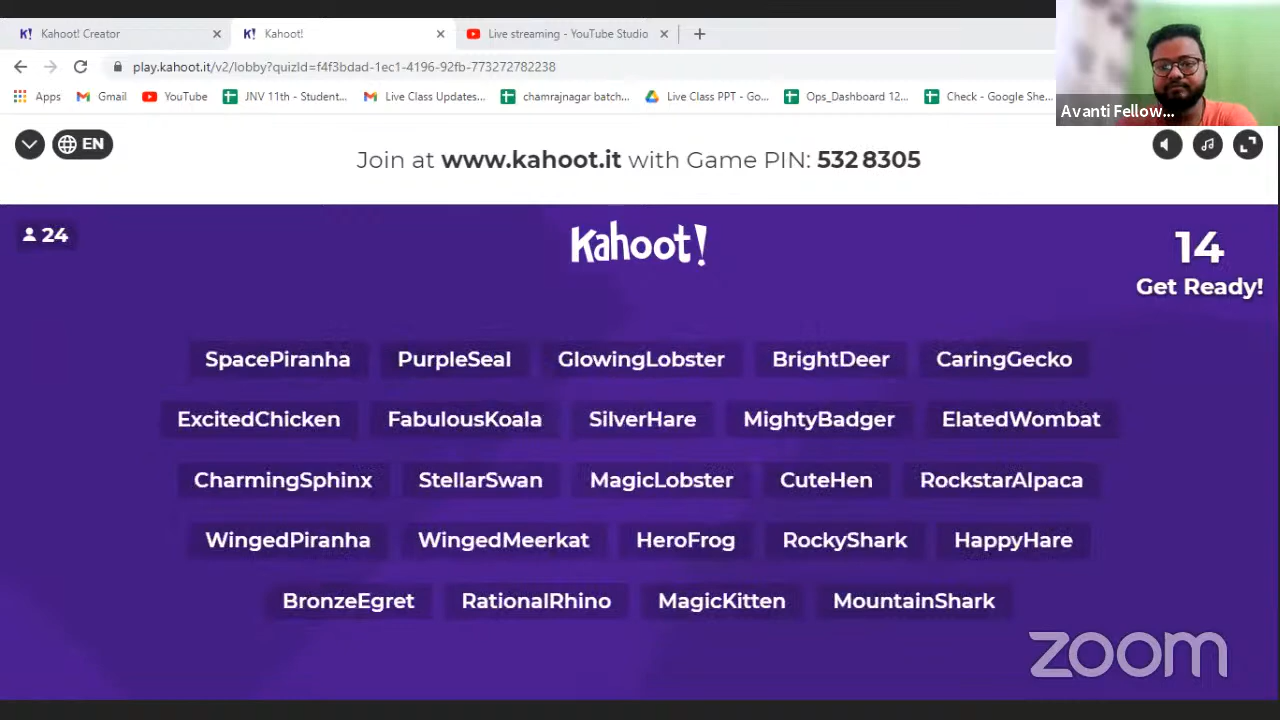 Kahoot! Creator Kahoot! Live streaming - YouTube Studio
play.kahoot.it/v2/lobby?quizId=f4f3bdad-1ec1-4196-92fb-773272782238
Apps Gmail YouTube JNV 11th - Student... Live Class Updates... chamrajnagar batch... Live Class PPT - Go... Ops_Dashboard 12... Check - Google She...
Avanti Fellow...
EN
Join at www.kahoot.it with Game PIN: 532 8305
24
Kahoot!
14
Get Ready!
SpacePiranha PurpleSeal GlowingLobster BrightDeer CaringGecko
ExcitedChicken FabulousKoala SilverHare MightyBadger ElatedWombat
CharmingSphinx StellarSwan MagicLobster CuteHen RockstarAlpaca
WingedPiranha WingedMeerkat HeroFrog RockyShark HappyHare
BronzeEgret RationalRhino MagicKitten MountainShark
zoom